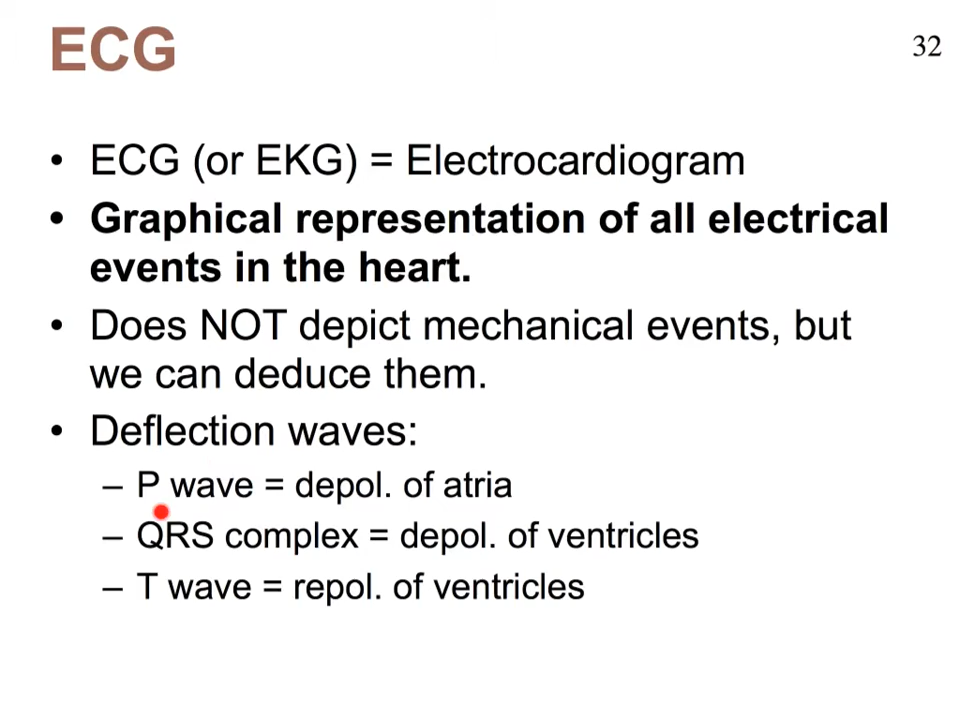 ECG
32
• ECG (or EKG) = Electrocardiogram
• Graphical representation of all electrical
events in the heart.
• Does NOT depict mechanical events, but
we can deduce them.
• Deflection waves:
– P wave = depol. of atria
– QRS complex = depol. of ventricles
– T wave = repol. of ventricles